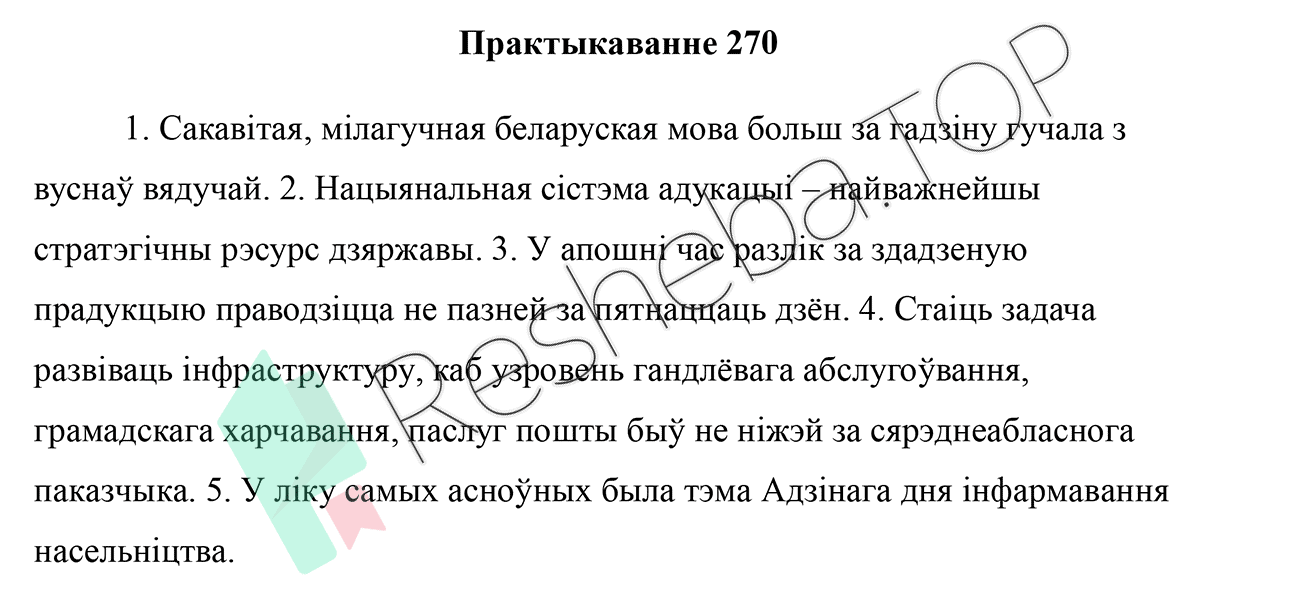 Практыкаванне 270
1. Сакавітая, мілагучная беларуская мова больш за гадзіну гучала з
вуснаў вядучай. 2. Нацыянальная сістэма адукацыі – найважнейшы
стратэгічны рэсурс дзяржавы. 3. У апошні час разлік за здадзеную
прадукцыю праводзіцца не пазней за пятнаццаць дзён. 4. Стаіць задача
развіваць інфраструктуру, каб узровень гандлёвага абслугоўвання,
грамадскага харчавання, паслуг пошты быў не ніжэй за сярэднеабласнога
паказчыка. 5. У ліку самых асноўных была тэма Адзінага дня інфармавання
насельніцтва.
Resheba.TOP